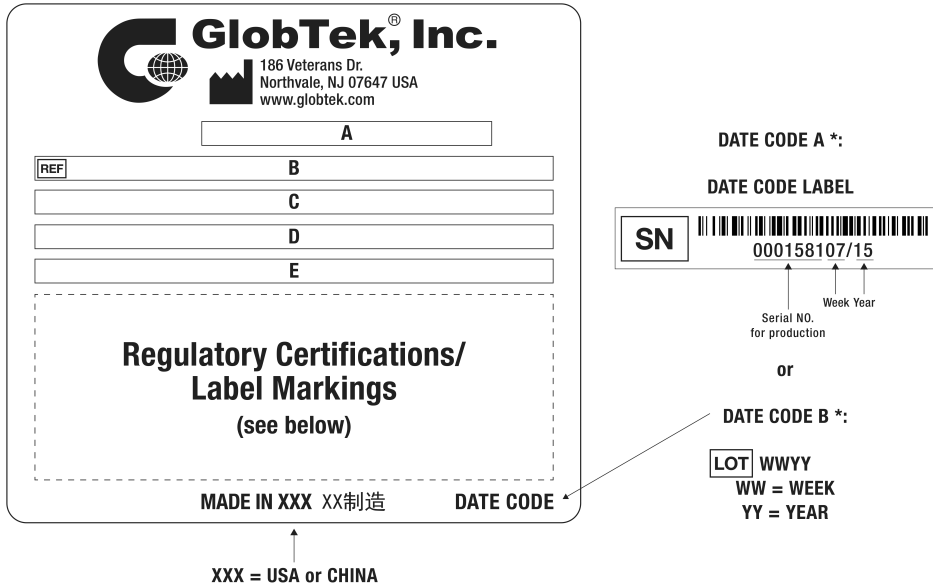 GlobTek, Inc.®
186 Veterans Dr.
Northvale, NJ 07647 USA
www.globtek.com
A
REF B
C
D
E
Regulatory Certifications/
Label Markings
(see below)
MADE IN XXX XX制造 DATE CODE
XXX = USA or CHINA
DATE CODE A *:
DATE CODE LABEL
SN
00015810​7/15
Week Year
Serial NO.
for production
or
DATE CODE B *:
LOT WWYY
WW = WEEK
YY = YEAR